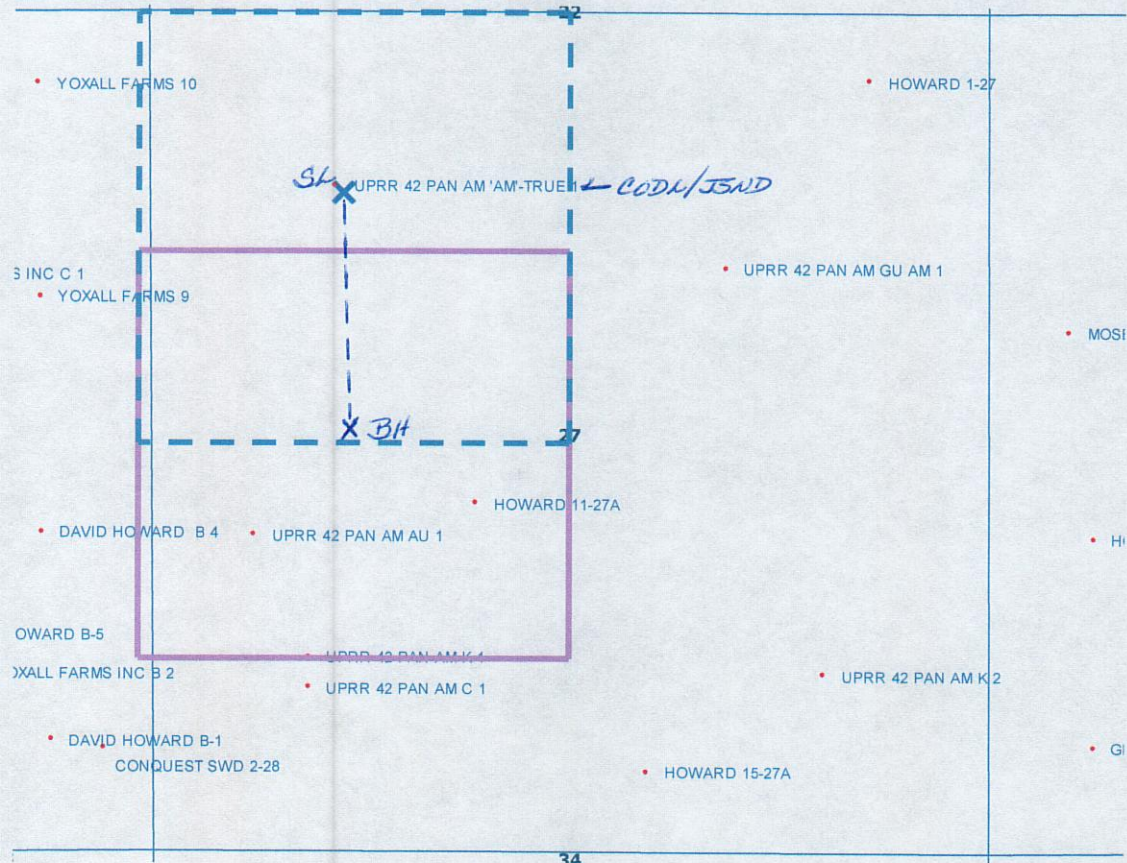 22
YOXALL FARMS 10
HOWARD 1-27
SL
UPRR 42 PAN AM 'AM'-TRUE 1 ← CODL/JSND
S INC C 1
UPRR 42 PAN AM GU AM 1
YOXALL FARMS 9
MOSE
BH
27
HOWARD 11-27A
DAVID HOWARD B 4
UPRR 42 PAN AM AU 1
H
OWARD B-5
UPRR 42 PAN AM K 1
OXALL FARMS INC B 2
UPRR 42 PAN AM K 2
UPRR 42 PAN AM C 1
DAVID HOWARD B-1
CONQUEST SWD 2-28
HOWARD 15-27A
34